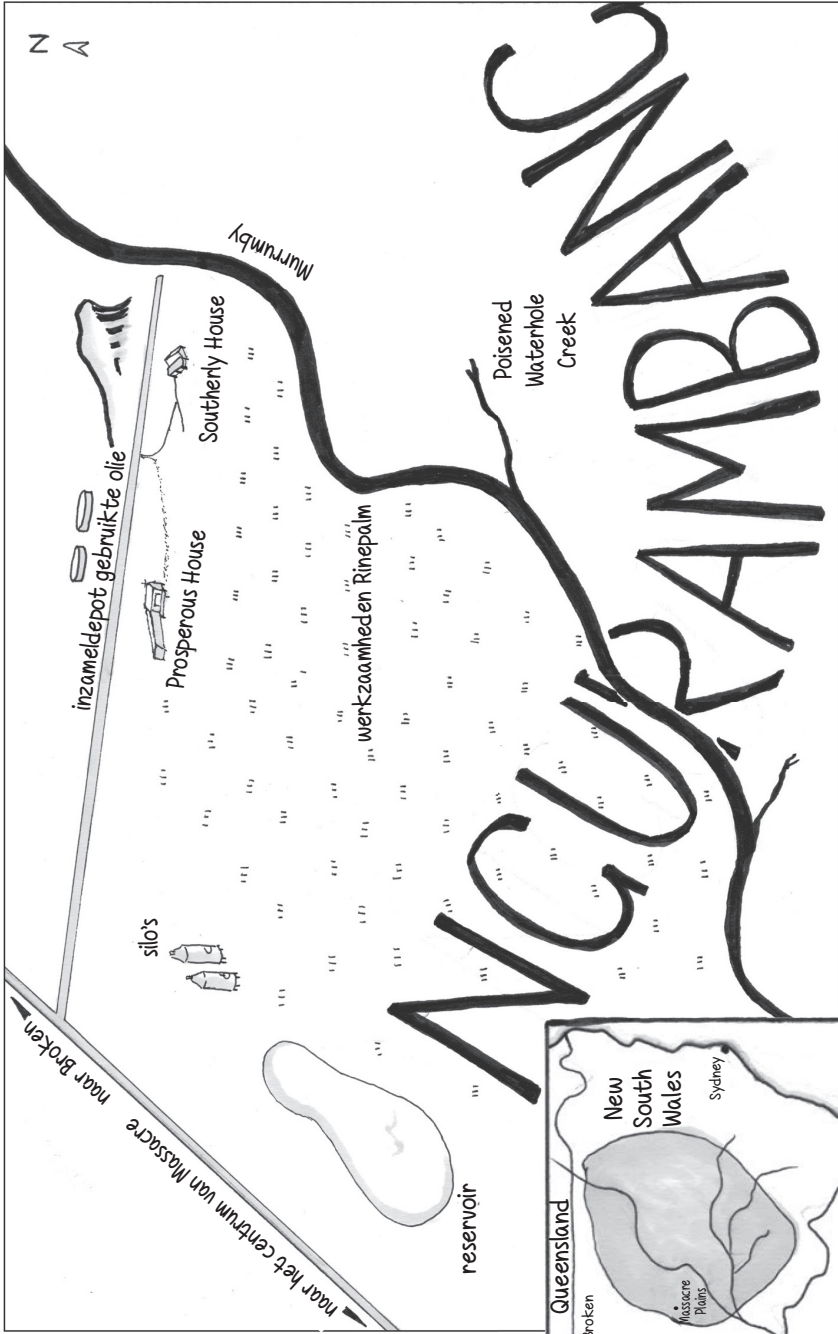 N
Murrumby
Southerly House
inzameldepot gebruikte olie
Prosperous House
Poisened
Waterhole
Creek
werkzaamheden Rinepalm
silo's
NGURAMBANG
naar Broken
naar het centrum van Massacre
reservoir
Queensland
New
South
Wales
Sydney
Broken
Massacre
Plains